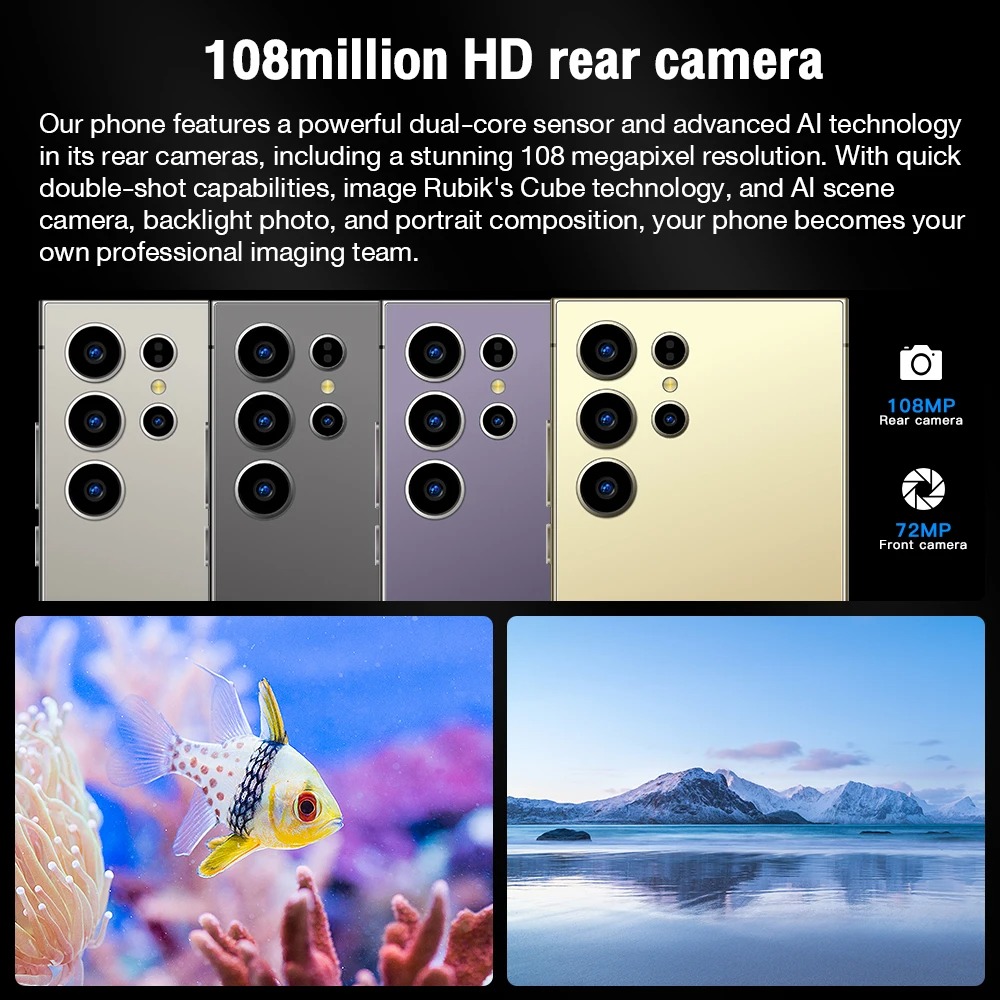 108million HD rear camera
Our phone features a powerful dual-core sensor and advanced AI technology
in its rear cameras, including a stunning 108 megapixel resolution. With quick
double-shot capabilities, image Rubik's Cube technology, and AI scene
camera, backlight photo, and portrait composition, your phone becomes your
own professional imaging team.
108MP
Rear camera
72MP
Front camera